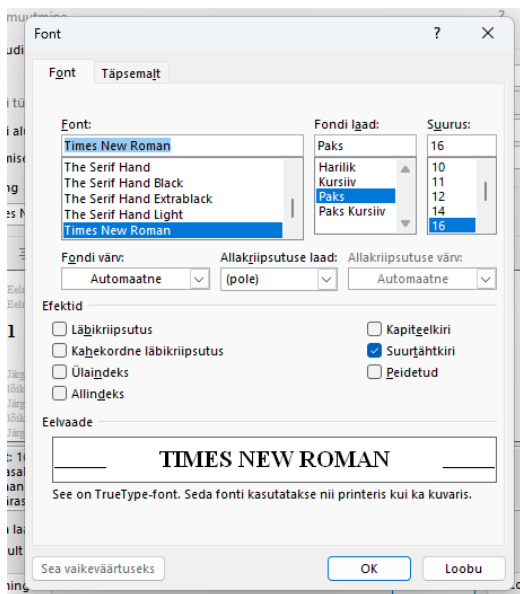 muutmine ?
Font ? ×
Font Täpsemalt
Font: Fondi laad: Suurus:
Times New Roman Paks 16
The Serif Hand Harilik 10
The Serif Hand Black Kursiiv 11
The Serif Hand Extrablack Paks 12
The Serif Hand Light Paks Kursiiv 14
Times New Roman 16
Fondi värv: Allakriipsutuse laad: Allakriipsutuse värv:
Automaatne (pole) Automaatne
Efektid
Läbikriipsutus Kapiteelkiri
Kahekordne läbikriipsutus Suurtähtkiri
Ülaindeks Peidetud
Allindeks
Eelvaade
TIMES NEW ROMAN
See on TrueType-font. Seda fonti kasutatakse nii printeris kui ka kuvaris.
Sea vaikeväärtuseks OK Loobu